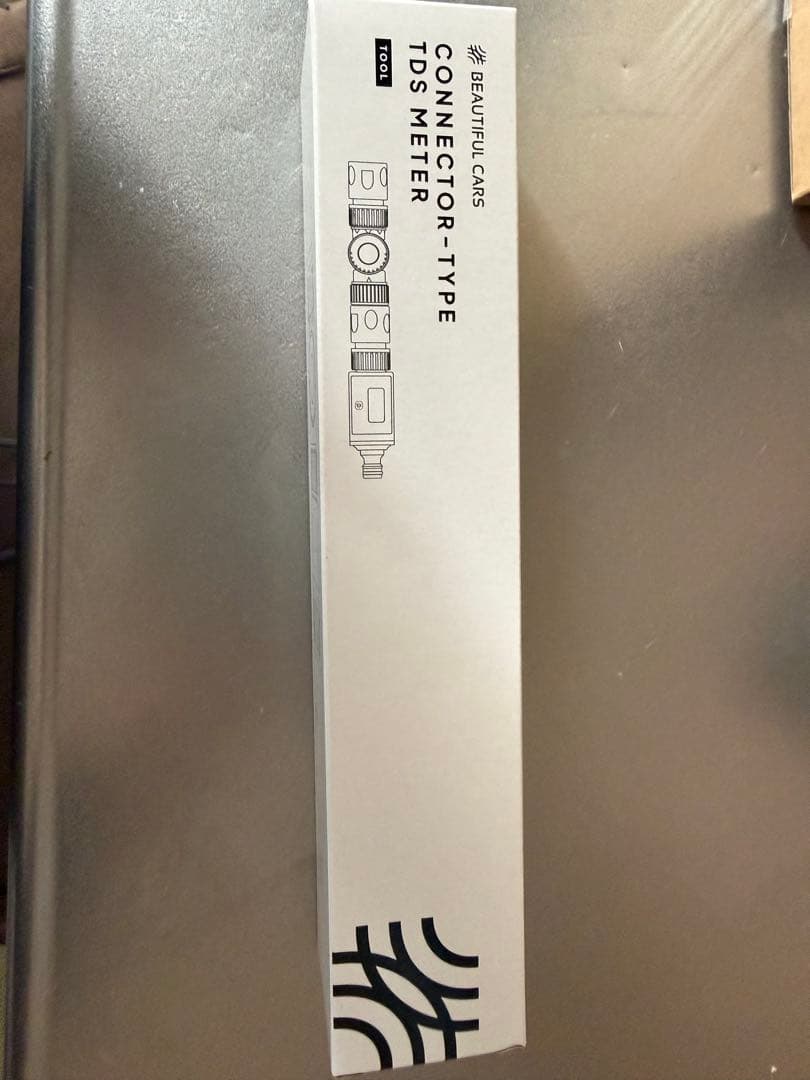 BEAUTIFUL CARS
CONNECTOR-TYPE
TDS METER
TOOL